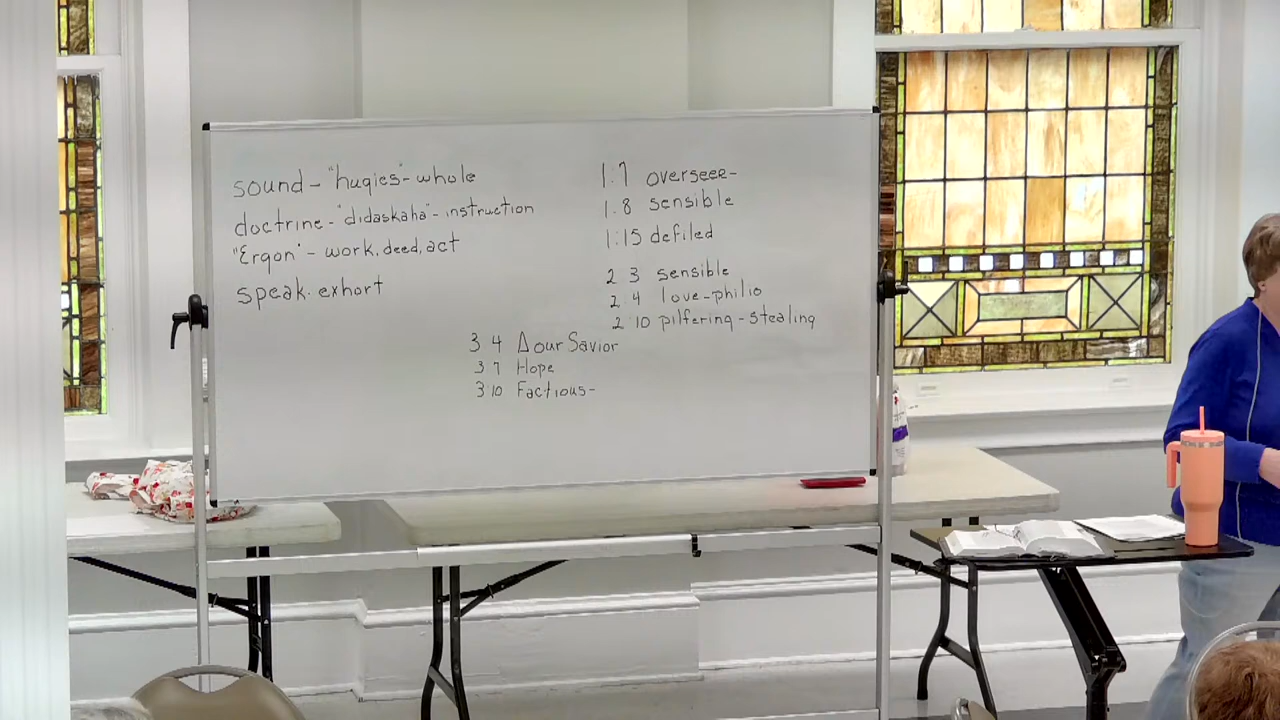 sound - "hugies" - whole
doctrine - "didaskaha" - instruction
"Ergon" - work, deed, act
speak. exhort
1.7 overseer-
1.8 sensible
1:15 defiled
2 3 sensible
2 4 love-philio
2 10 pilfering-stealing
3 4 Δ our Savior
3 7 Hope
3 10 Factious-